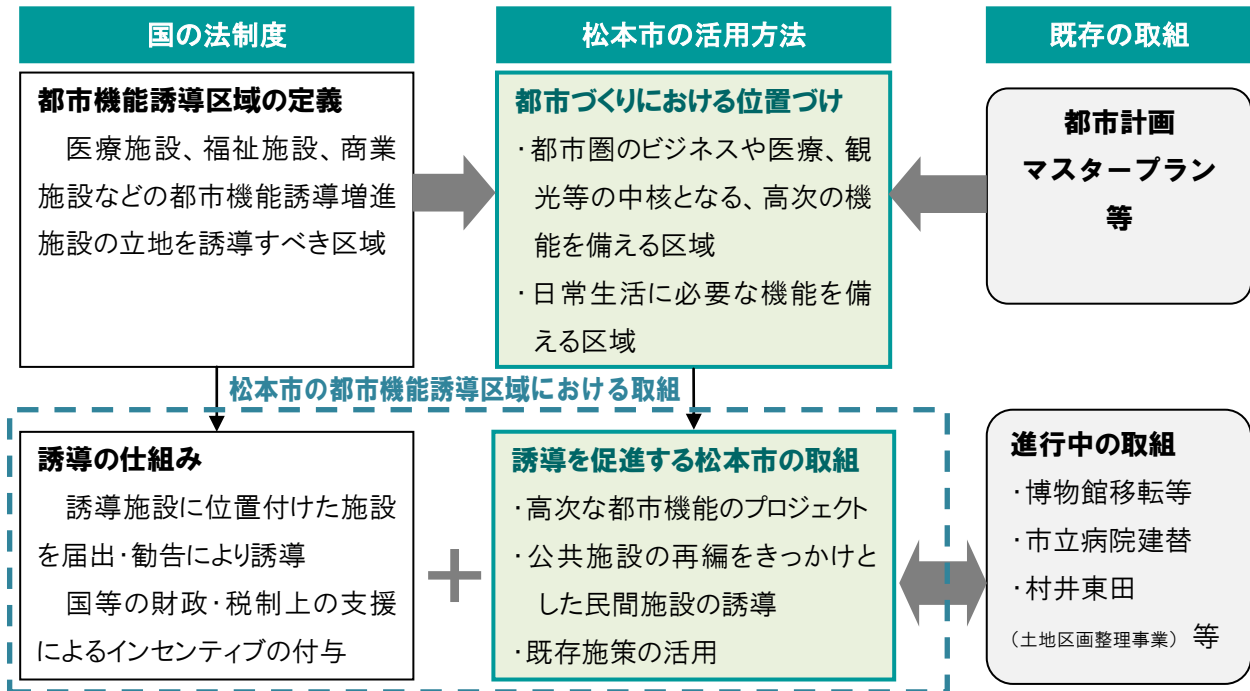 国の法制度
松本市の活用方法
既存の取組
都市機能誘導区域の定義
医療施設、福祉施設、商業
施設などの都市機能誘導増進
施設の立地を誘導すべき区域
都市づくりにおける位置づけ
・都市圏のビジネスや医療、観
光等の中核となる、高次の機
能を備える区域
・日常生活に必要な機能を備
える区域
都市計画
マスタープラン
等
松本市の都市機能誘導区域における取組
誘導の仕組み
誘導施設に位置付けた施設
を届出・勧告により誘導
国等の財政・税制上の支援
によるインセンティブの付与
+
誘導を促進する松本市の取組
・高次な都市機能のプロジェクト
・公共施設の再編をきっかけと
した民間施設の誘導
・既存施策の活用
進行中の取組
・博物館移転等
・市立病院建替
・村井東田
(土地区画整理事業) 等